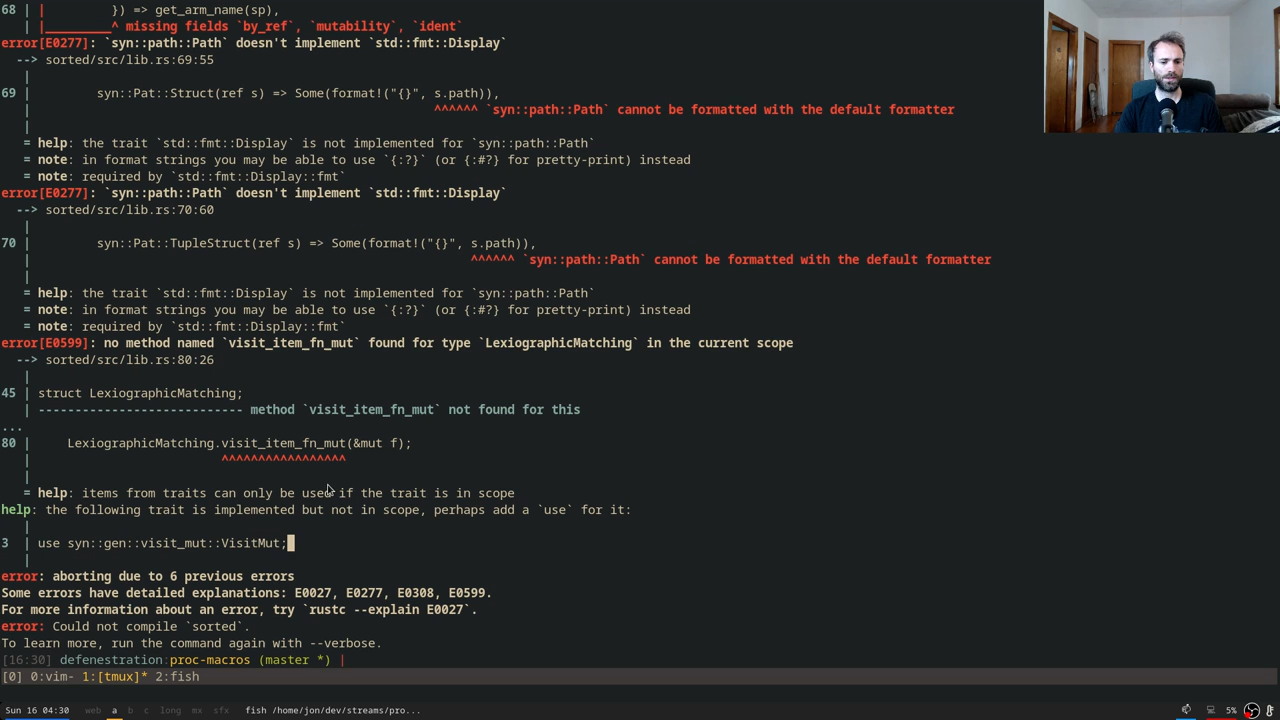 68 | |         }) => get_arm_name(sp),
   | |_________^ missing fields `by_ref`, `mutability`, `ident`
error[E0277]: `syn::path::Path` doesn't implement `std::fmt::Display`
  --> sorted/src/lib.rs:69:55
   |
69 |         syn::Pat::Struct(ref s) => Some(format!("{}", s.path)),
   |                                                       ^^^^^^ `syn::path::Path` cannot be formatted with the default formatter
   |
   = help: the trait `std::fmt::Display` is not implemented for `syn::path::Path`
   = note: in format strings you may be able to use `{:?}` (or {:#?} for pretty-print) instead
   = note: required by `std::fmt::Display::fmt`
error[E0277]: `syn::path::Path` doesn't implement `std::fmt::Display`
  --> sorted/src/lib.rs:70:60
   |
70 |         syn::Pat::TupleStruct(ref s) => Some(format!("{}", s.path)),
   |                                                            ^^^^^^ `syn::path::Path` cannot be formatted with the default formatter
   |
   = help: the trait `std::fmt::Display` is not implemented for `syn::path::Path`
   = note: in format strings you may be able to use `{:?}` (or {:#?} for pretty-print) instead
   = note: required by `std::fmt::Display::fmt`
error[E0599]: no method named `visit_item_fn_mut` found for type `LexiographicMatching` in the current scope
  --> sorted/src/lib.rs:80:26
   |
45 | struct LexiographicMatching;
   | ---------------------------- method `visit_item_fn_mut` not found for this
...
80 |     LexiographicMatching.visit_item_fn_mut(&mut f);
   |                          ^^^^^^^^^^^^^^^^^
   |
   = help: items from traits can only be used if the trait is in scope
help: the following trait is implemented but not in scope, perhaps add a `use` for it:
   |
3  | use syn::gen::visit_mut::VisitMut;
   |
error: aborting due to 6 previous errors
Some errors have detailed explanations: E0027, E0277, E0308, E0599.
For more information about an error, try `rustc --explain E0027`.
error: Could not compile `sorted`.
To learn more, run the command again with --verbose.
[16:30] defenestration:proc-macros (master *) |
[0] 0:vim- 1:[tmux]* 2:fish
Sun 16 04:30 web a b c long mx sfx fish /home/jon/dev/streams/pro... 5%